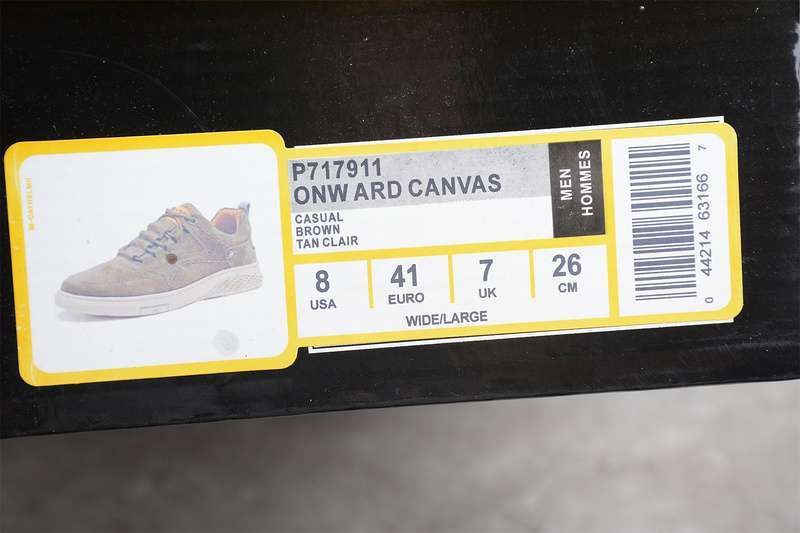 P717911
ONW ARD CANVAS
CASUAL
BROWN
TAN CLAIR
MEN
HOMMES
8
USA
41
EURO
7
UK
26
CM
WIDE/LARGE
0 44214 63166 7